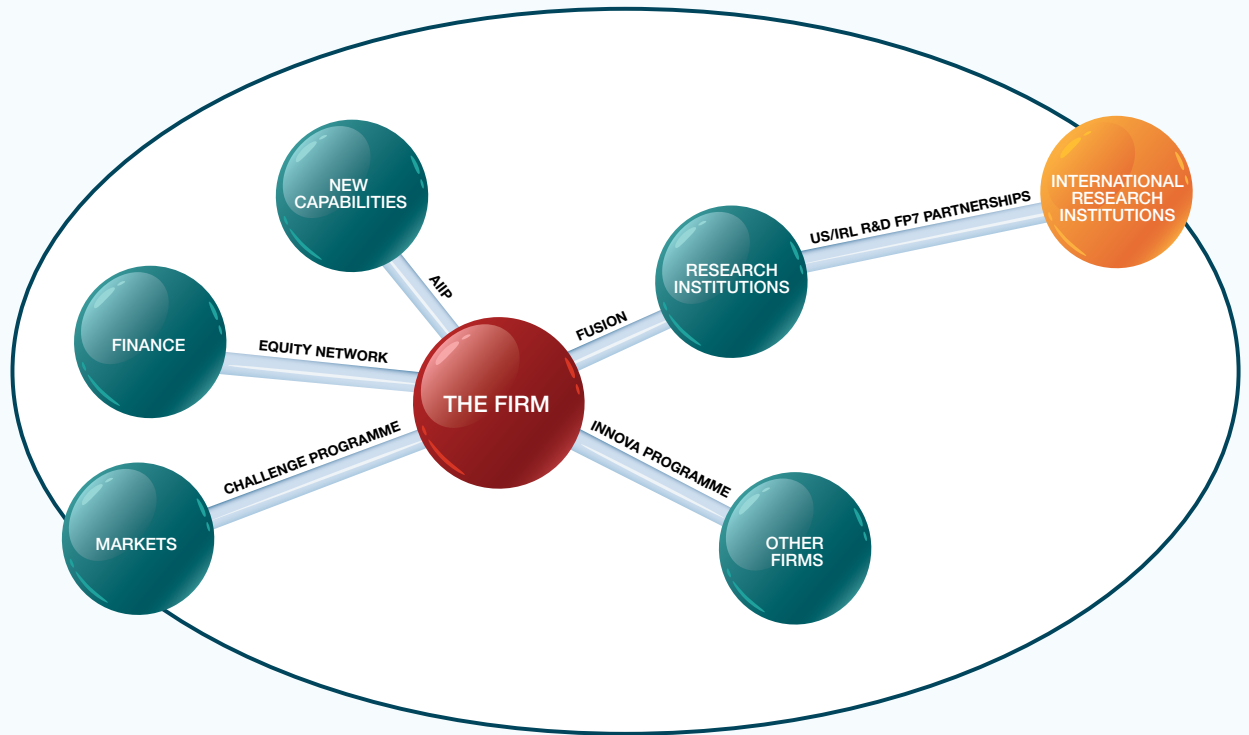 NEW
CAPABILITIES
INTERNATIONAL
RESEARCH
INSTITUTIONS
US/IRL R&D FP7 PARTNERSHIPS
RESEARCH
INSTITUTIONS
AIIP
FUSION
FINANCE
EQUITY NETWORK
THE FIRM
CHALLENGE PROGRAMME
INNOVA PROGRAMME
MARKETS
OTHER
FIRMS